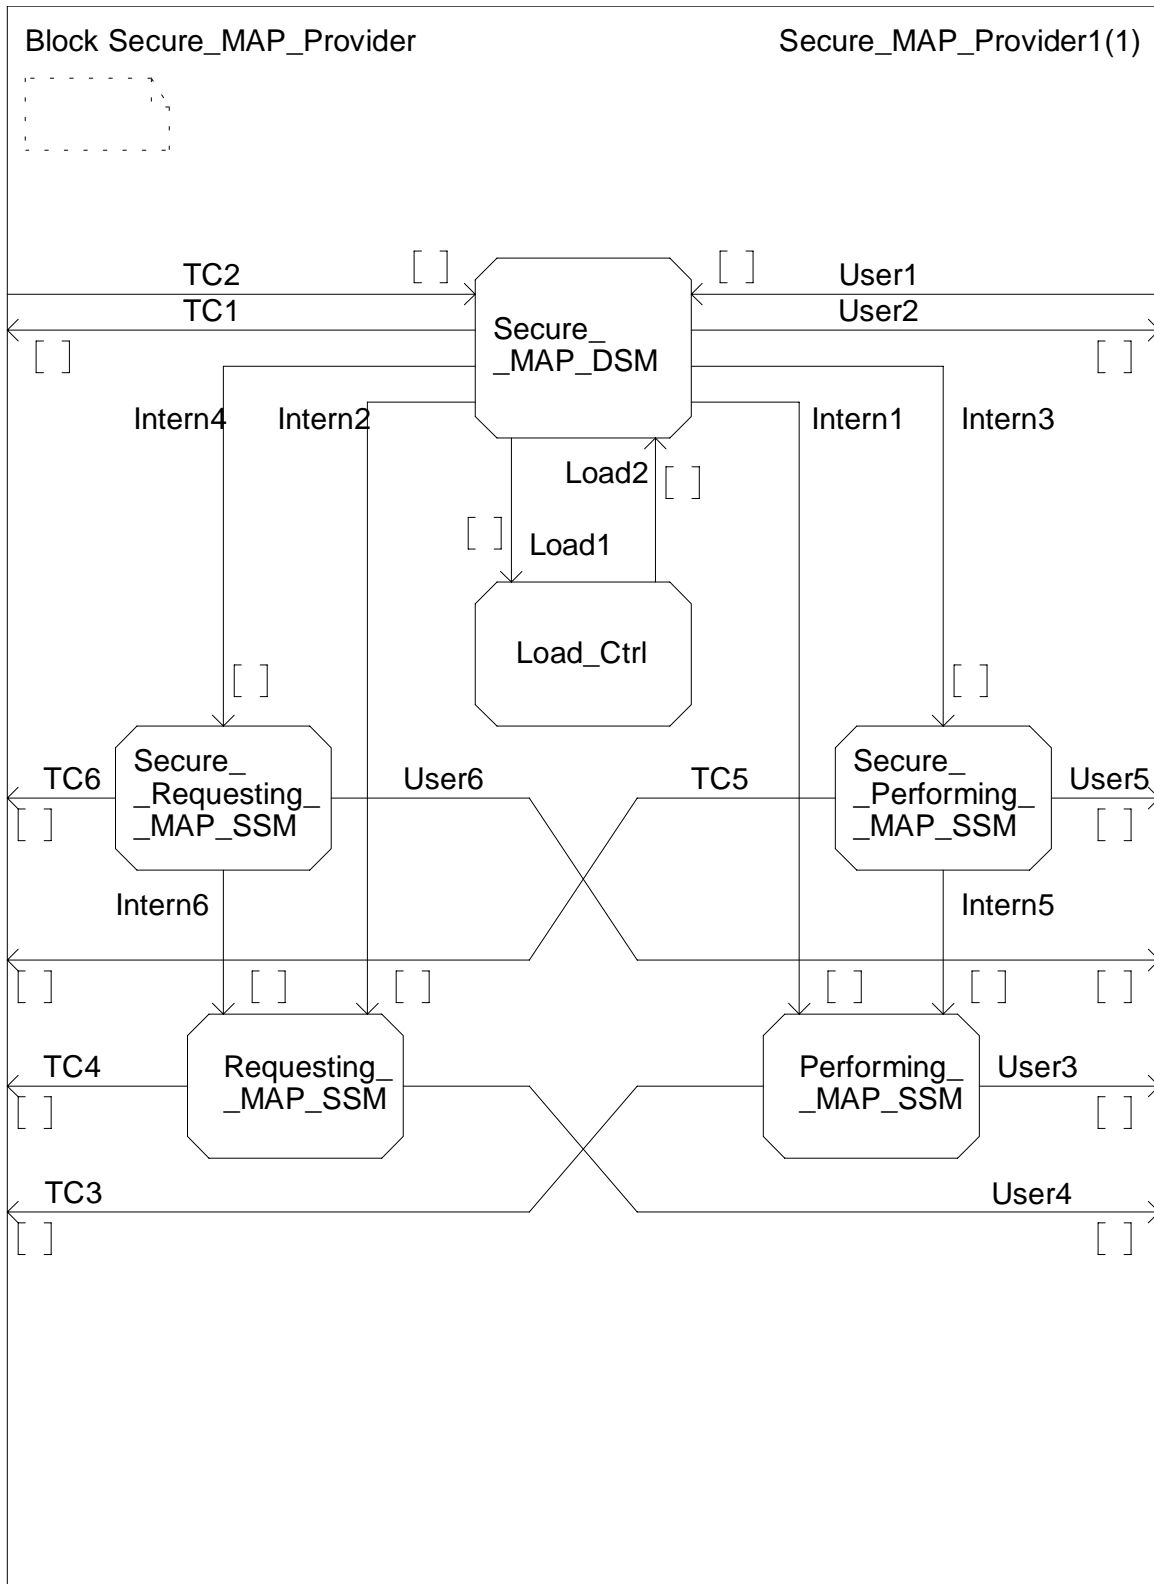 Block Secure_MAP_Provider
Secure_MAP_Provider1(1)
TC2
[ ]
[ ]
User1
TC1
User2
[ ]
Secure_
_MAP_DSM
[ ]
Intern4
Intern2
Intern1
Intern3
Load2
[ ]
[ ]
Load1
Load_Ctrl
[ ]
[ ]
TC6
Secure_
_Requesting_
_MAP_SSM
User6
TC5
Secure_
_Performing_
_MAP_SSM
User5
[ ]
[ ]
Intern6
Intern5
[ ]
[ ]
[ ]
[ ]
[ ]
[ ]
TC4
Requesting_
_MAP_SSM
Performing_
_MAP_SSM
User3
[ ]
[ ]
TC3
User4
[ ]
[ ]